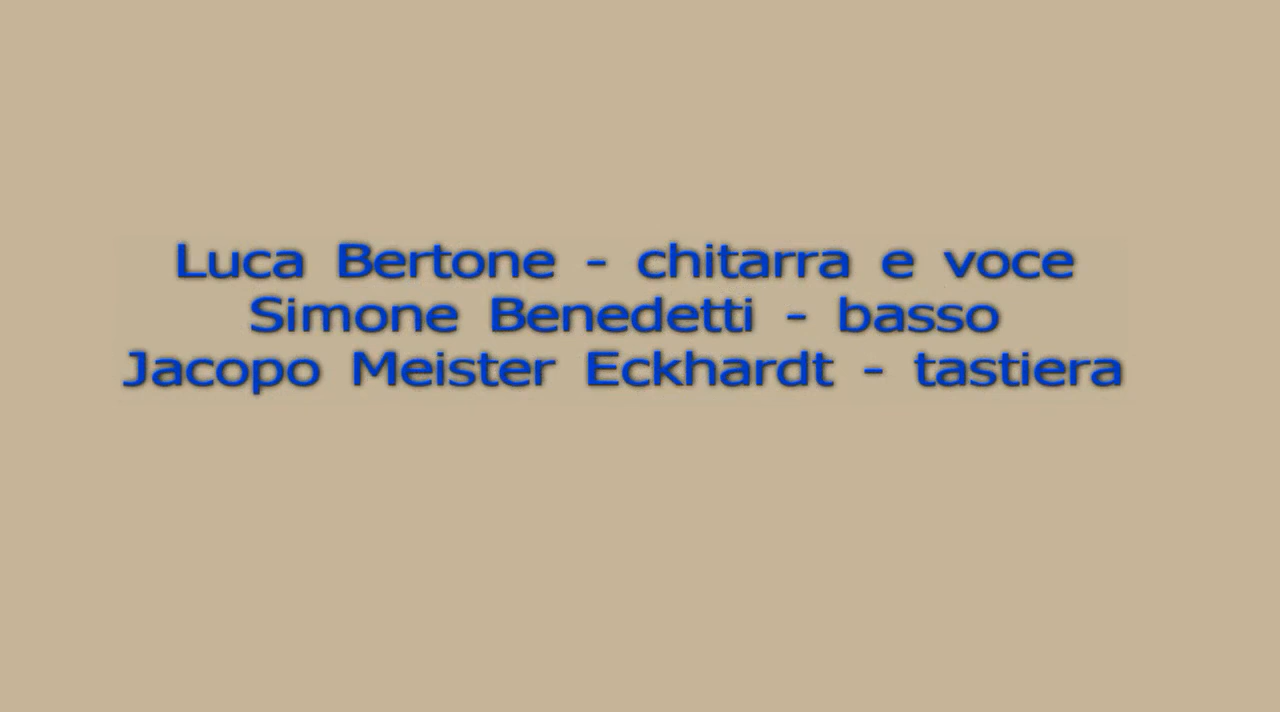 Luca Bertone - chitarra e voce
Simone Benedetti - basso
Jacopo Meister Eckhardt - tastiera